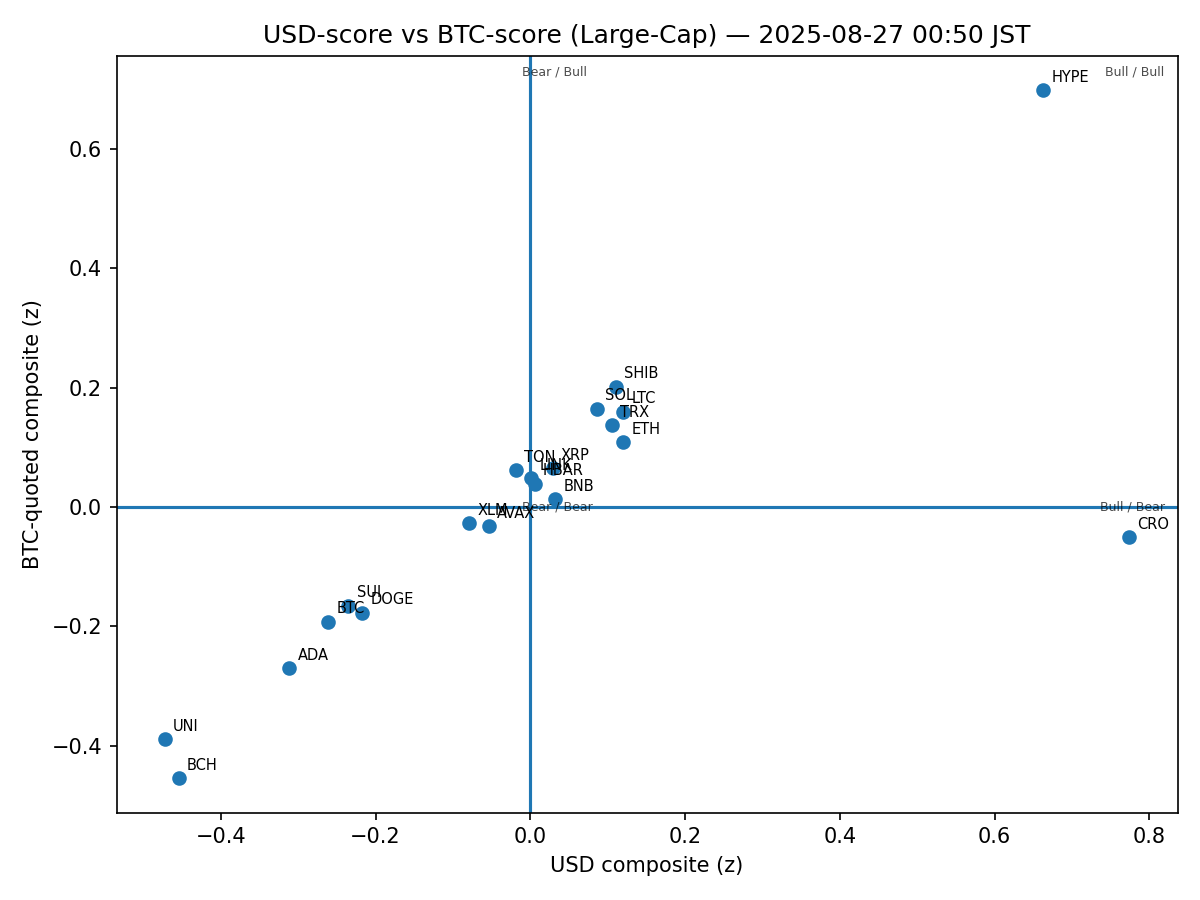 USD-score vs BTC-score (Large-Cap) — 2025-08-27 00:50 JST
Bear / Bull
Bull / Bull
HYPE
0.6
0.4
SHIB
0.2
SOL
LTC
TRX
ETH
XRP
TON
LINK
HBAR
BNB
0.0
XLM
Bear / Bear
Bull / Bear
AVAX
CRO
SUI
DOGE
−0.2
BTC
ADA
UNI
−0.4
BCH
−0.4
−0.2
0.0
0.2
0.4
0.6
0.8
USD composite (z)
BTC-quoted composite (z)